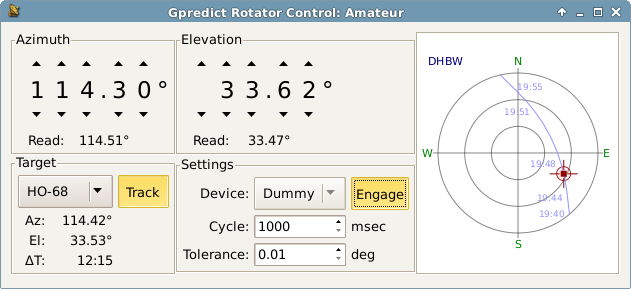 Gpredict Rotator Control: Amateur
Azimuth
114.30°
Read: 114.51°
Elevation
33.62°
Read: 33.47°
Target
HO-68 Track
Az: 114.42°
El: 33.53°
ΔT: 12:15
Settings
Device: Dummy Engage
Cycle: 1000 msec
Tolerance: 0.01 deg
DHBW
N
19:55
19:51
W
E
19:48
19:44
19:40
S